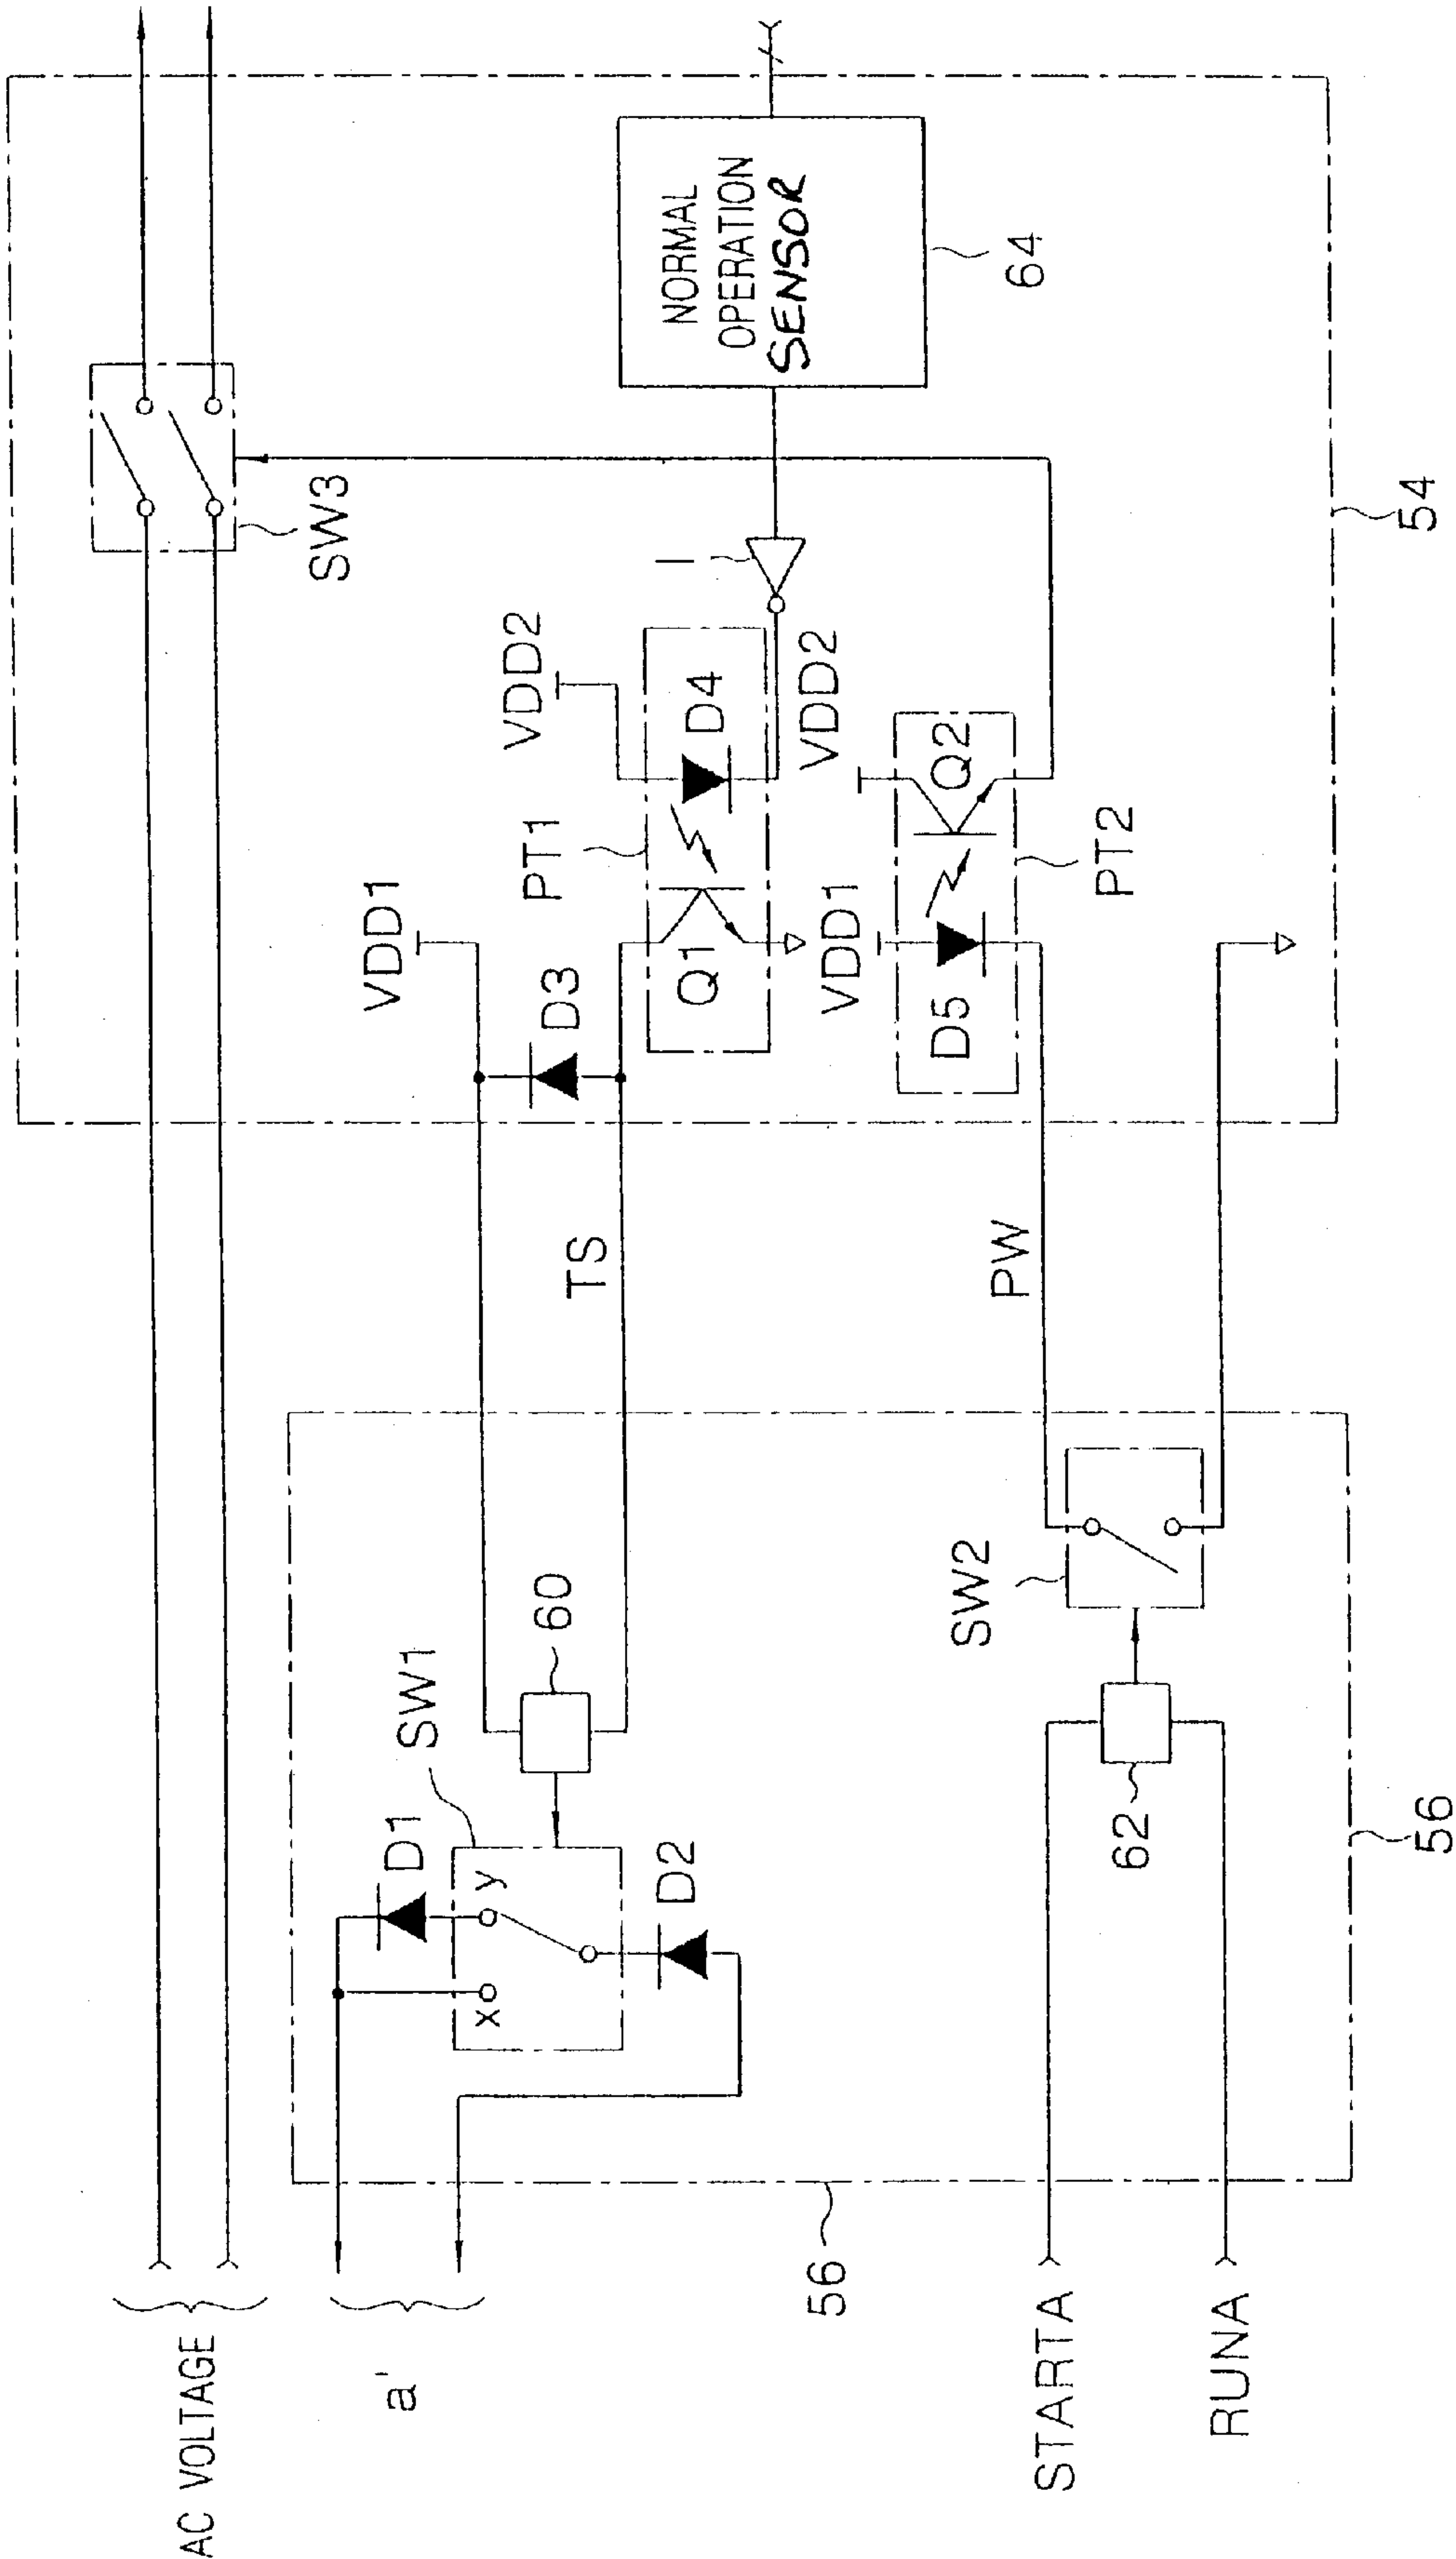 AC VOLTAGE
SW3
NORMAL
OPERATION
SENSOR
64
I
VDD2
D4
PT1
Q1
VDD1
D3
VDD2
Q2
PT2
VDD1
D5
54
TS
PW
60
SW1
D1
y
x
D2
a'
SW2
62
56
56
STARTA
RUNA